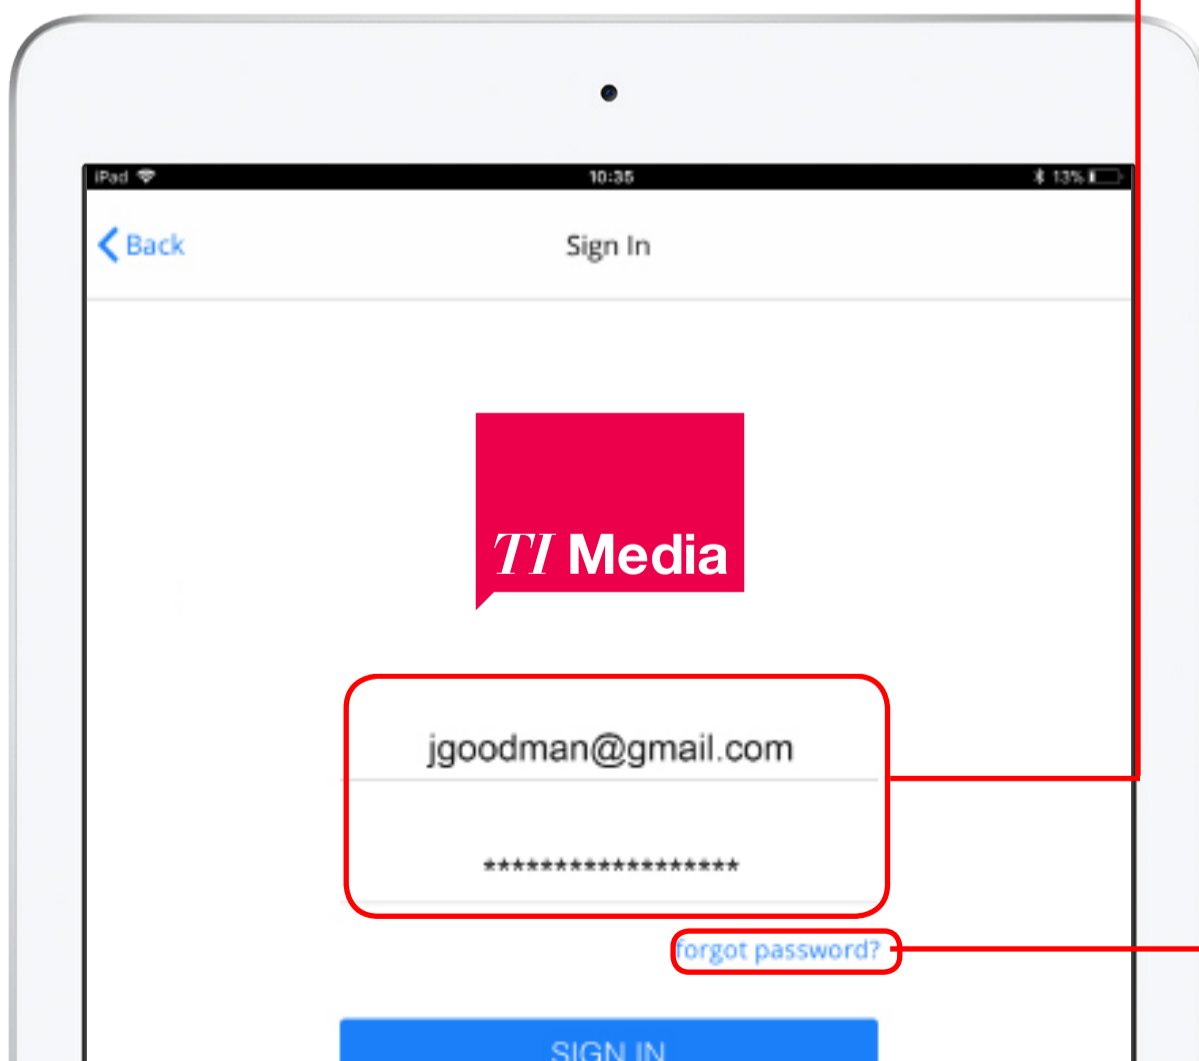 iPad 10:35 13%
Back Sign In
TI Media
jgoodman@gmail.com
******************
forgot password?
SIGN IN